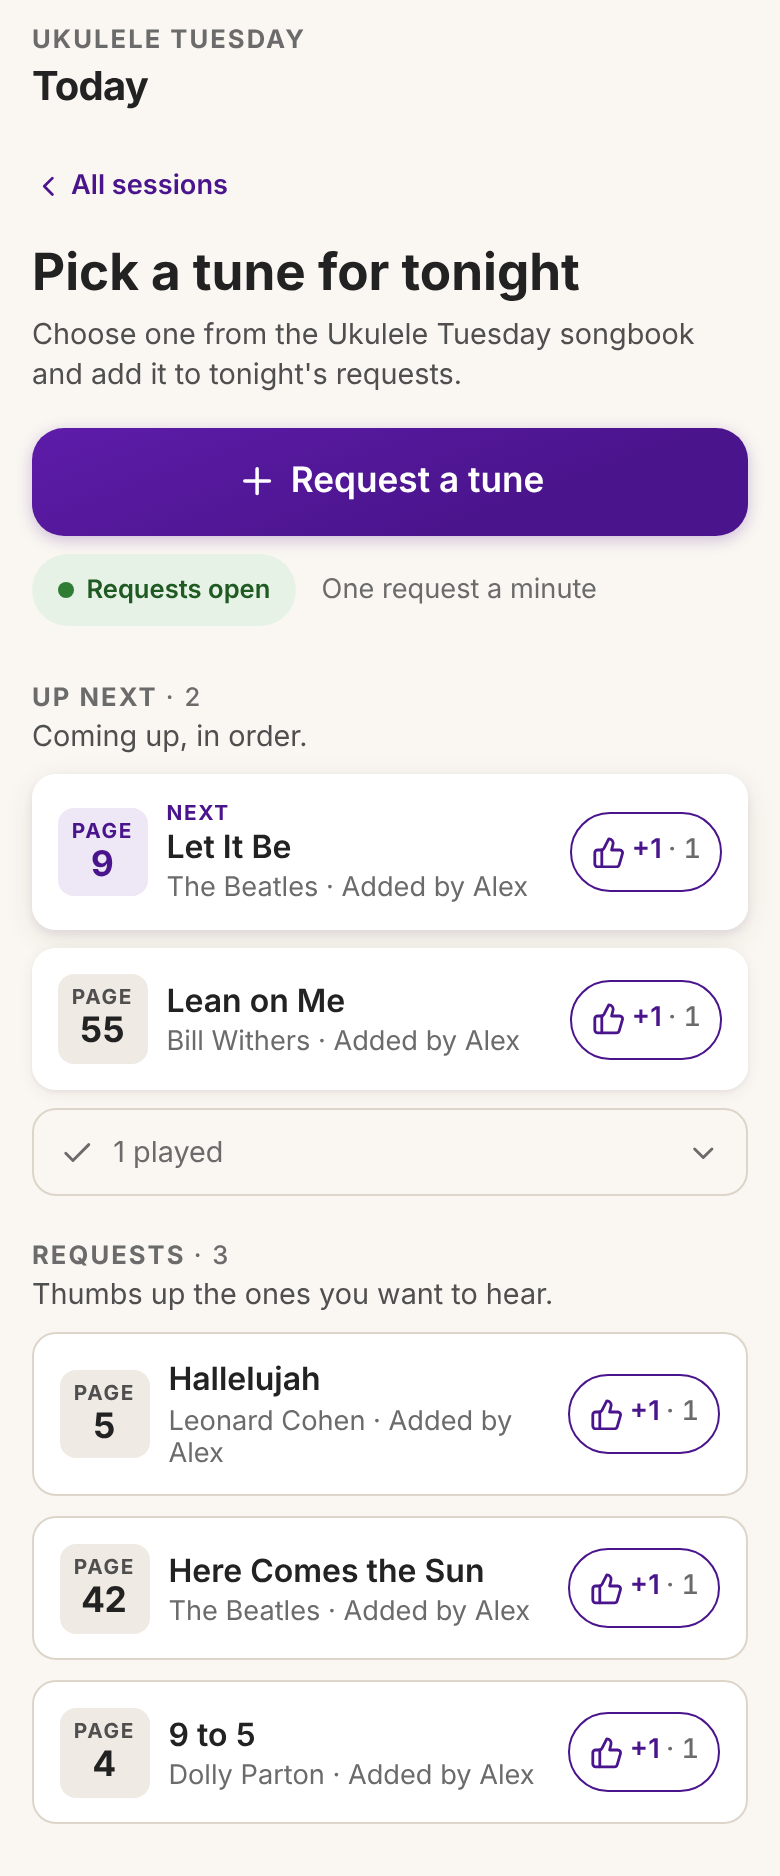 UKULELE TUESDAY
Today
All sessions
Pick a tune for tonight
Choose one from the Ukulele Tuesday songbook
and add it to tonight's requests.
Request a tune
Requests open
One request a minute
UP NEXT · 2
Coming up, in order.
PAGE
9
NEXT
Let It Be
The Beatles · Added by Alex
+1 · 1
PAGE
55
Lean on Me
Bill Withers · Added by Alex
+1 · 1
1 played
REQUESTS · 3
Thumbs up the ones you want to hear.
PAGE
5
Hallelujah
Leonard Cohen · Added by
Alex
+1 · 1
PAGE
42
Here Comes the Sun
The Beatles · Added by Alex
+1 · 1
PAGE
4
9 to 5
Dolly Parton · Added by Alex
+1 · 1